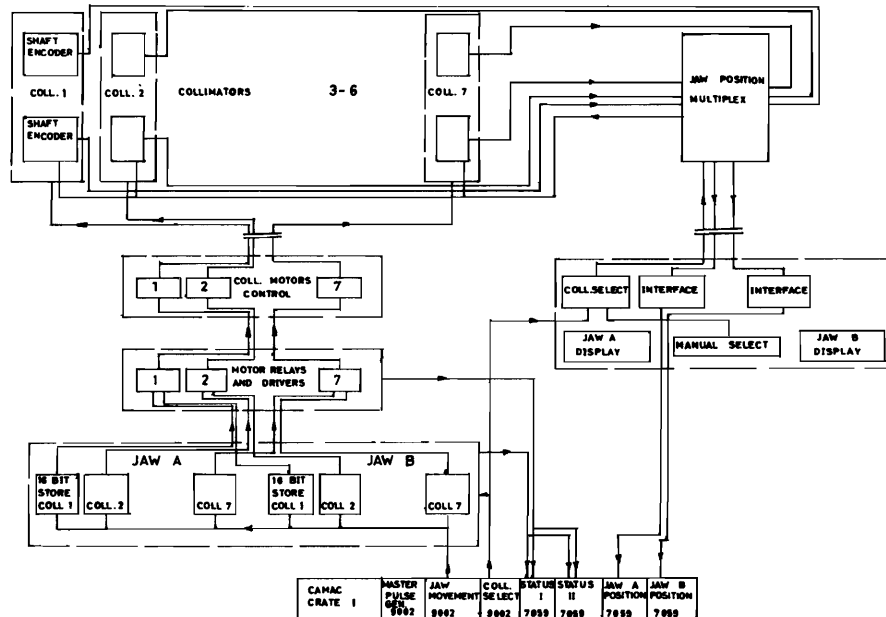 SHAFT
ENCODER
COLL. 1
SHAFT
ENCODER
COLL. 2
COLLIMATORS 3-6
COLL. 7
JAW POSITION
MULTIPLEX
1 2 COLL. MOTORS
CONTROL 7
COLL. SELECT
INTERFACE
INTERFACE
JAW A
DISPLAY
MANUAL SELECT
JAW B
DISPLAY
1 2 MOTOR RELAYS
AND DRIVERS 7
JAW A
JAW B
16 BIT
STORE
COLL 1
COLL. 2
COLL 7
16 BIT
STORE
COLL 1
COLL 2
COLL 7
CAMAC
CRATE 1
MASTER
PULSE
GEN.
9002
JAW
MOVEMENT
9002
COLL.
SELECT
9002
STATUS
I
7059
STATUS
II
7059
JAW A
POSITION
7059
JAW B
POSITION
7059